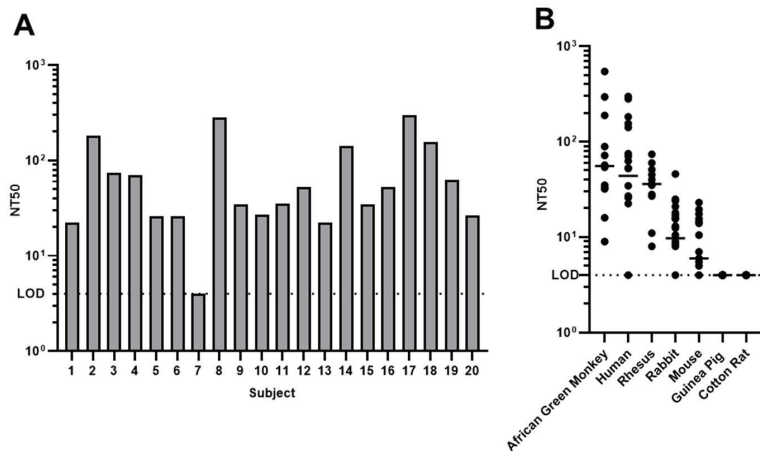 A
NT50
10³
10²
10¹
LOD
10⁰
1 2 3 4 5 6 7 8 9 10 11 12 13 14 15 16 17 18 19 20
Subject
B
NT50
10³
10²
10¹
LOD
10⁰
African Green Monkey
Human
Rhesus
Rabbit
Mouse
Guinea Pig
Cotton Rat